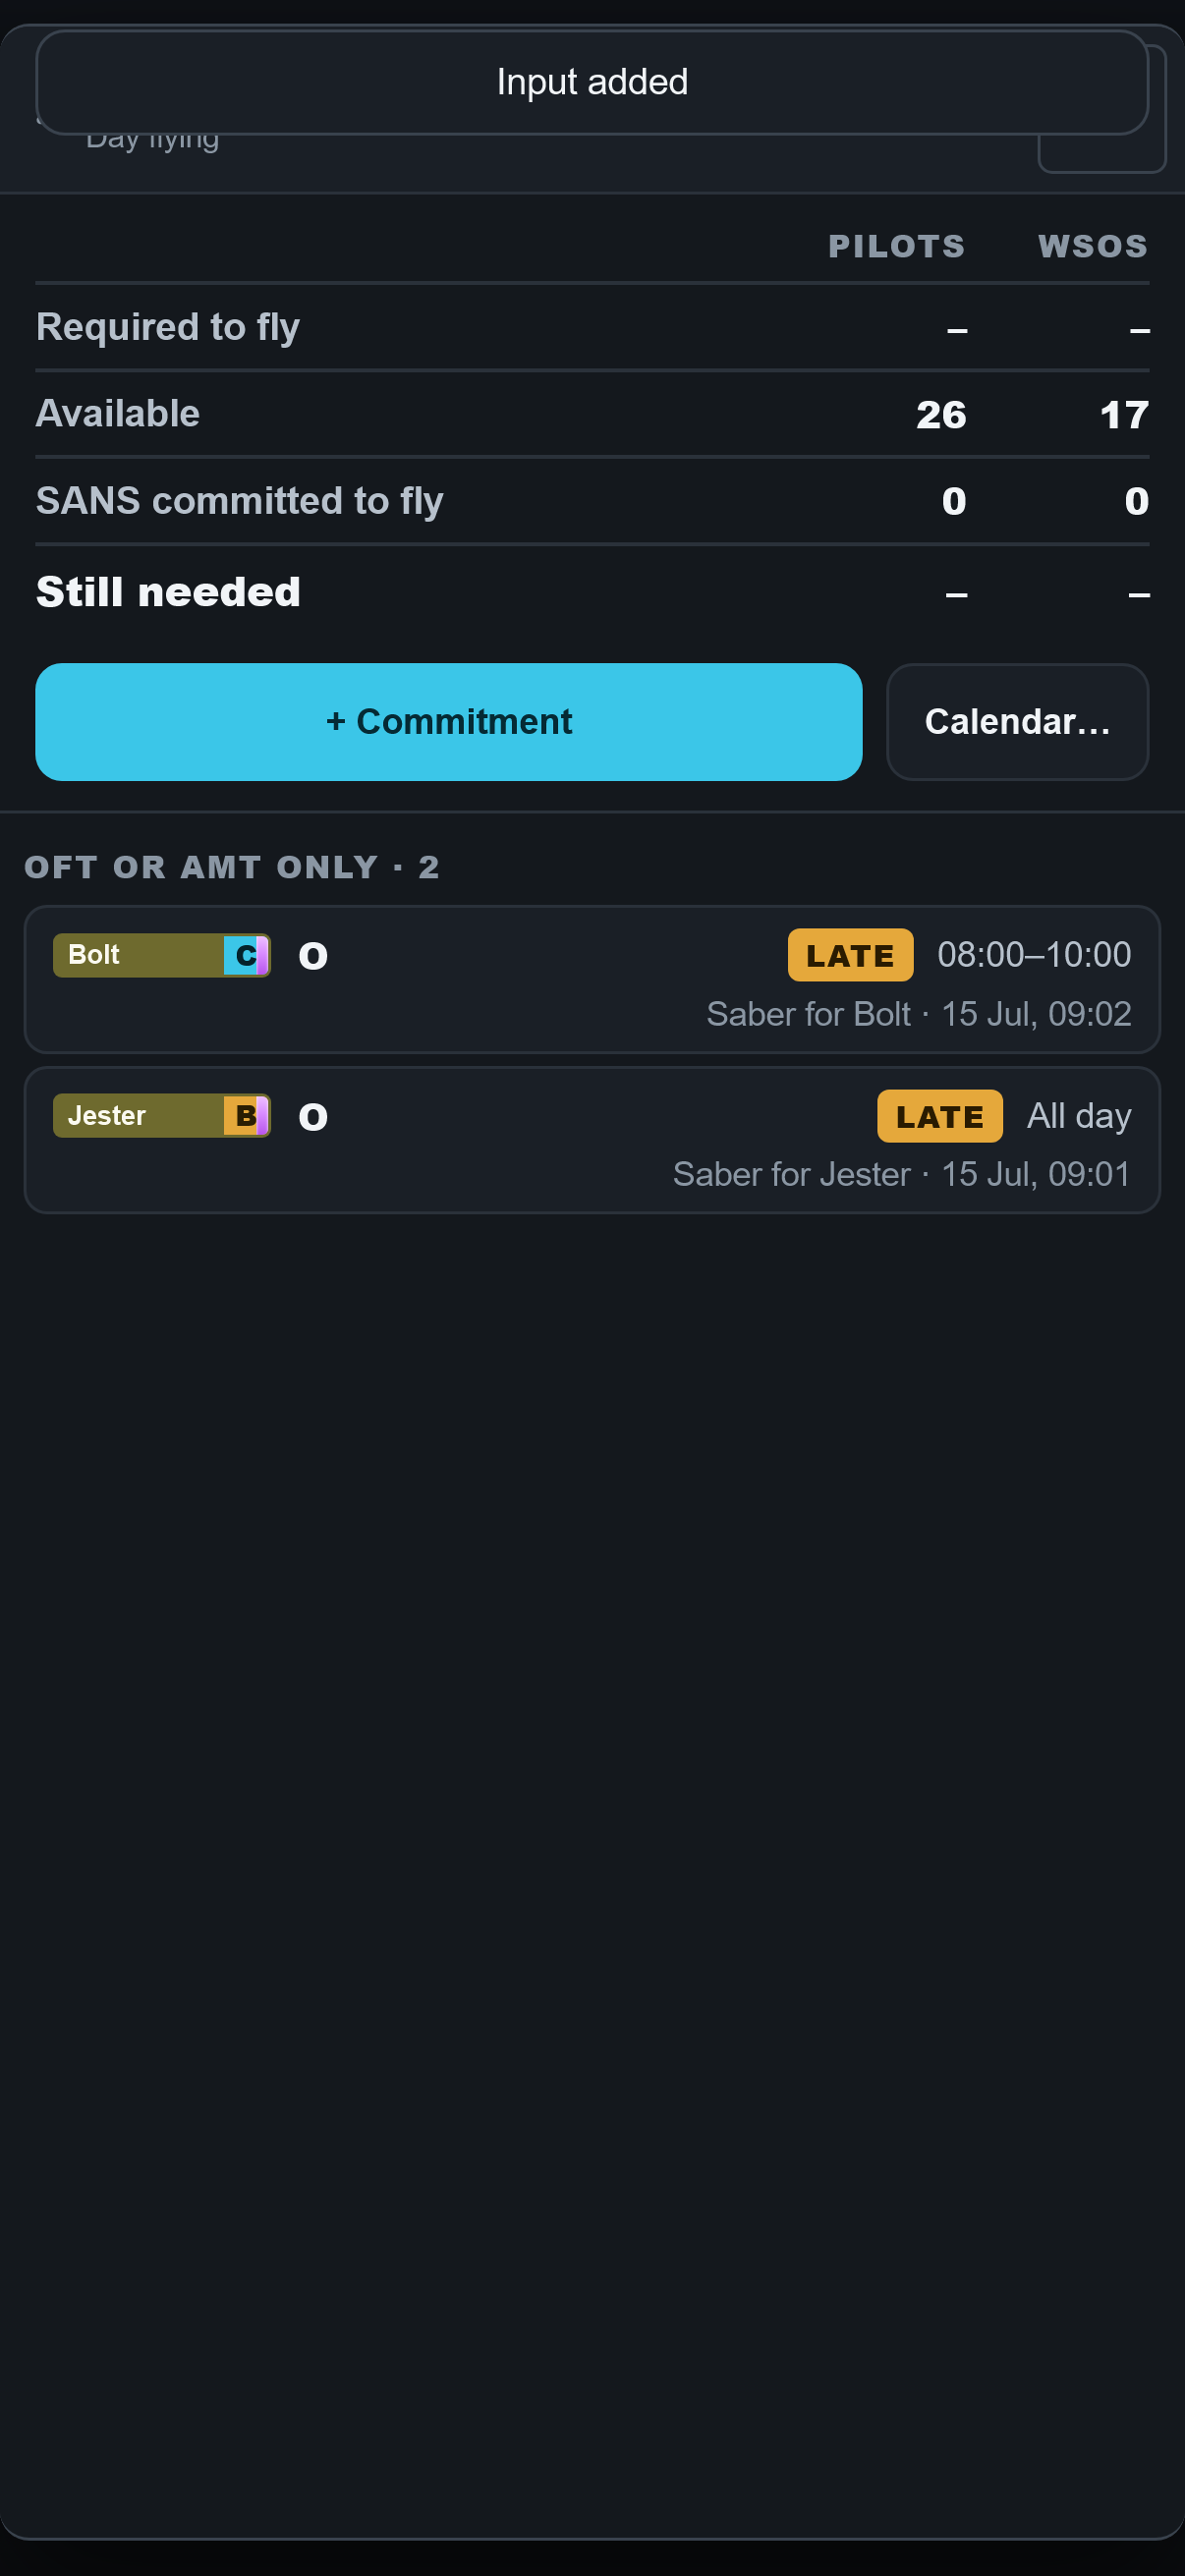 Input added
Day flying
PILOTS WSOS
Required to fly – –
Available 26 17
SANS committed to fly 0 0
Still needed – –
+ Commitment Calendar…
OFT OR AMT ONLY · 2
Bolt C O LATE 08:00–10:00
Saber for Bolt · 15 Jul, 09:02
Jester B O LATE All day
Saber for Jester · 15 Jul, 09:01